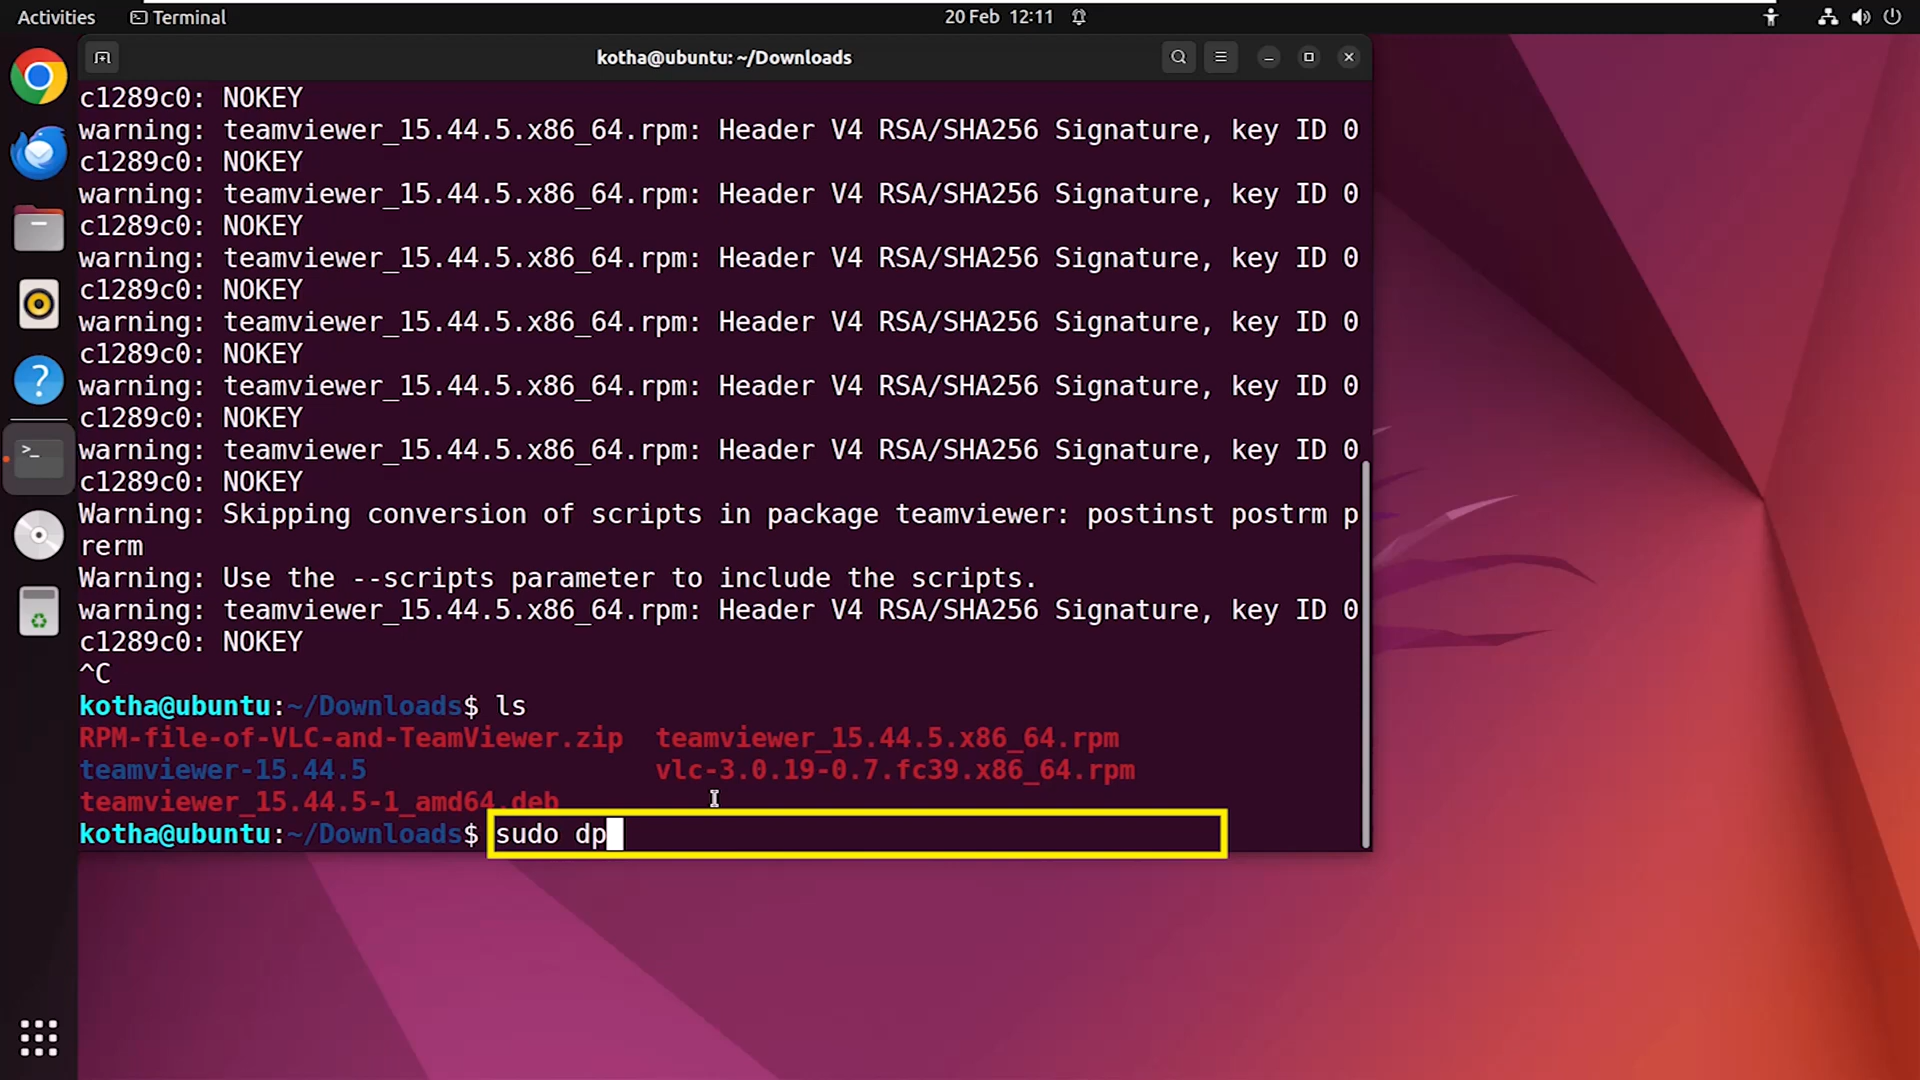 Activities Terminal 20 Feb 12:11
kotha@ubuntu: ~/Downloads
c1289c0: NOKEY
warning: teamviewer_15.44.5.x86_64.rpm: Header V4 RSA/SHA256 Signature, key ID 0
c1289c0: NOKEY
warning: teamviewer_15.44.5.x86_64.rpm: Header V4 RSA/SHA256 Signature, key ID 0
c1289c0: NOKEY
warning: teamviewer_15.44.5.x86_64.rpm: Header V4 RSA/SHA256 Signature, key ID 0
c1289c0: NOKEY
warning: teamviewer_15.44.5.x86_64.rpm: Header V4 RSA/SHA256 Signature, key ID 0
c1289c0: NOKEY
warning: teamviewer_15.44.5.x86_64.rpm: Header V4 RSA/SHA256 Signature, key ID 0
c1289c0: NOKEY
warning: teamviewer_15.44.5.x86_64.rpm: Header V4 RSA/SHA256 Signature, key ID 0
c1289c0: NOKEY
Warning: Skipping conversion of scripts in package teamviewer: postinst postrm p
rerm
Warning: Use the --scripts parameter to include the scripts.
warning: teamviewer_15.44.5.x86_64.rpm: Header V4 RSA/SHA256 Signature, key ID 0
c1289c0: NOKEY
^C
kotha@ubuntu:~/Downloads$ ls
RPM-file-of-VLC-and-TeamViewer.zip teamviewer_15.44.5.x86_64.rpm
teamviewer-15.44.5 vlc-3.0.19-0.7.fc39.x86_64.rpm
teamviewer_15.44.5-1_amd64.deb
kotha@ubuntu:~/Downloads$ sudo dp